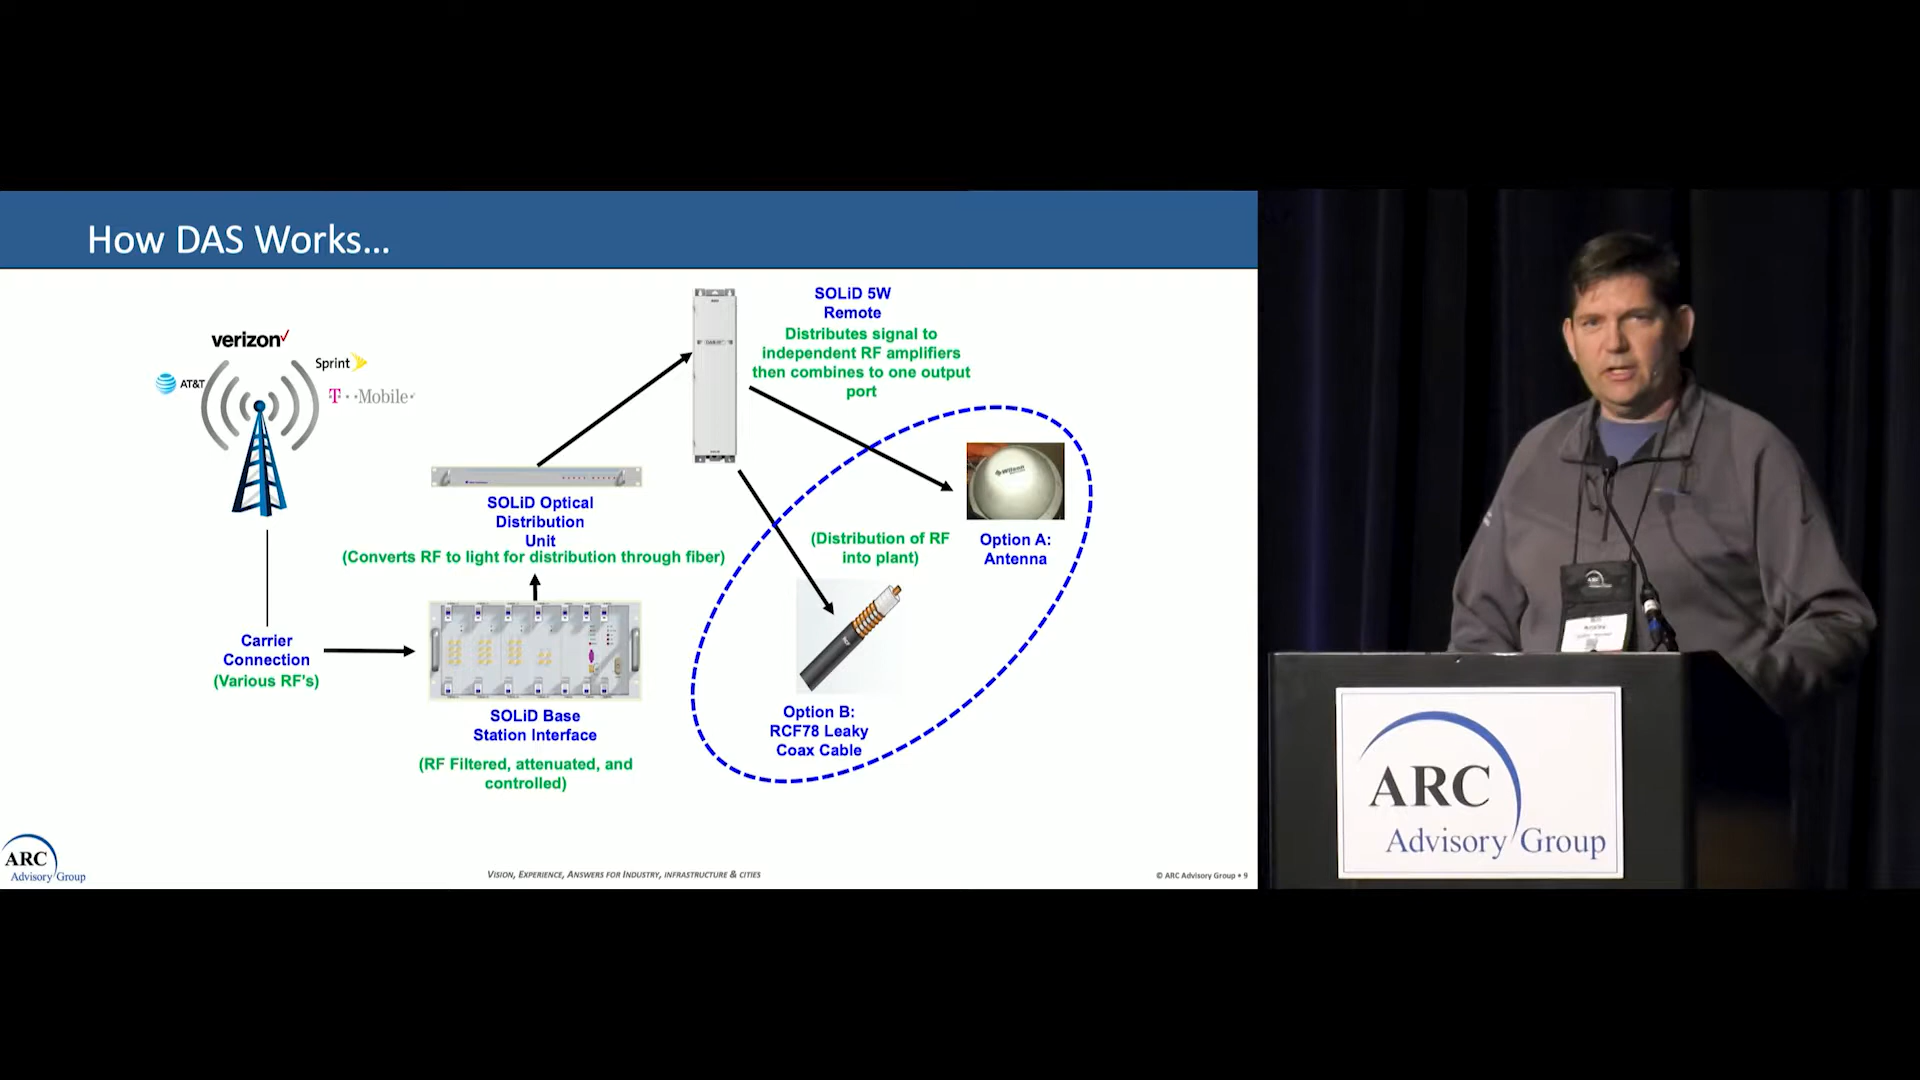 How DAS Works...
verizon
AT&T
Sprint
T··Mobile·
Carrier
Connection
(Various RF's)
SOLiD Optical
Distribution
Unit
(Converts RF to light for distribution through fiber)
SOLiD Base
Station Interface
(RF Filtered, attenuated, and
controlled)
SOLiD 5W
Remote
Distributes signal to
independent RF amplifiers
then combines to one output
port
(Distribution of RF
into plant)
Wilson
Option A:
Antenna
Option B:
RCF78 Leaky
Coax Cable
ARC
Advisory Group
VISION, EXPERIENCE, ANSWERS FOR INDUSTRY, INFRASTRUCTURE & CITIES
© ARC Advisory Group • 9
ARC
ARC
Advisory Group